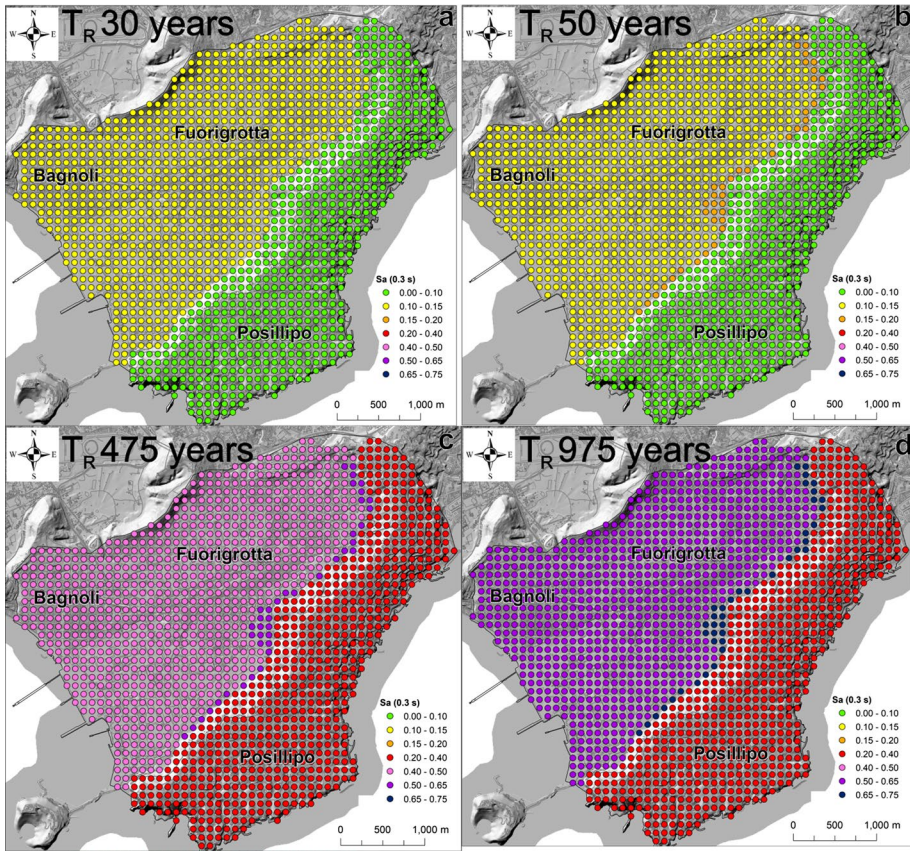 a
T_R 30 years
N
W E
S
Fuorigrotta
Bagnoli
Posillipo
Sa (0.3 s)
0.00 - 0.10
0.10 - 0.15
0.15 - 0.20
0.20 - 0.40
0.40 - 0.50
0.50 - 0.65
0.65 - 0.75
0 500 1,000 m
b
T_R 50 years
N
W E
S
Fuorigrotta
Bagnoli
Posillipo
Sa (0.3 s)
0.00 - 0.10
0.10 - 0.15
0.15 - 0.20
0.20 - 0.40
0.40 - 0.50
0.50 - 0.65
0.65 - 0.75
0 500 1,000 m
c
T_R 475 years
N
W E
S
Fuorigrotta
Bagnoli
Posillipo
Sa (0.3 s)
0.00 - 0.10
0.10 - 0.15
0.15 - 0.20
0.20 - 0.40
0.40 - 0.50
0.50 - 0.65
0.65 - 0.75
0 500 1,000 m
d
T_R 975 years
N
W E
S
Fuorigrotta
Bagnoli
Posillipo
Sa (0.3 s)
0.00 - 0.10
0.10 - 0.15
0.15 - 0.20
0.20 - 0.40
0.40 - 0.50
0.50 - 0.65
0.65 - 0.75
0 500 1,000 m